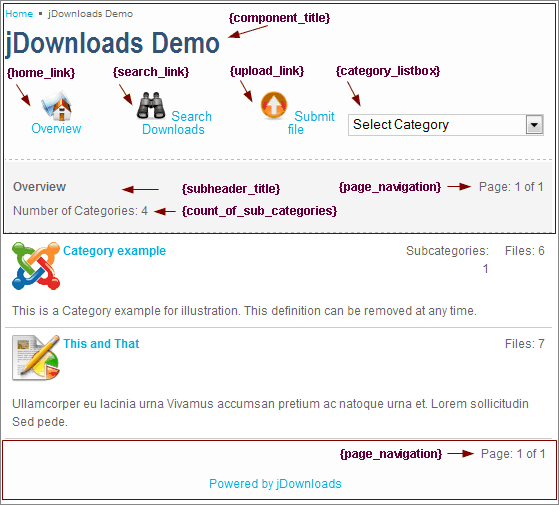 Home • jDownloads Demo
{component_title}
jDownloads Demo
{home_link} {search_link} {upload_link} {category_listbox}
Overview
Search
Downloads
Submit
file
Select Category
Overview {subheader_title} {page_navigation} Page: 1 of 1
Number of Categories: 4 {count_of_sub_categories}
Category example Subcategories: Files: 6
1
This is a Category example for illustration. This definition can be removed at any time.
This and That Files: 7
Ullamcorper eu lacinia urna Vivamus accumsan pretium ac natoque urna et. Lorem sollicitudin
Sed pede.
{page_navigation} Page: 1 of 1
Powered by jDownloads